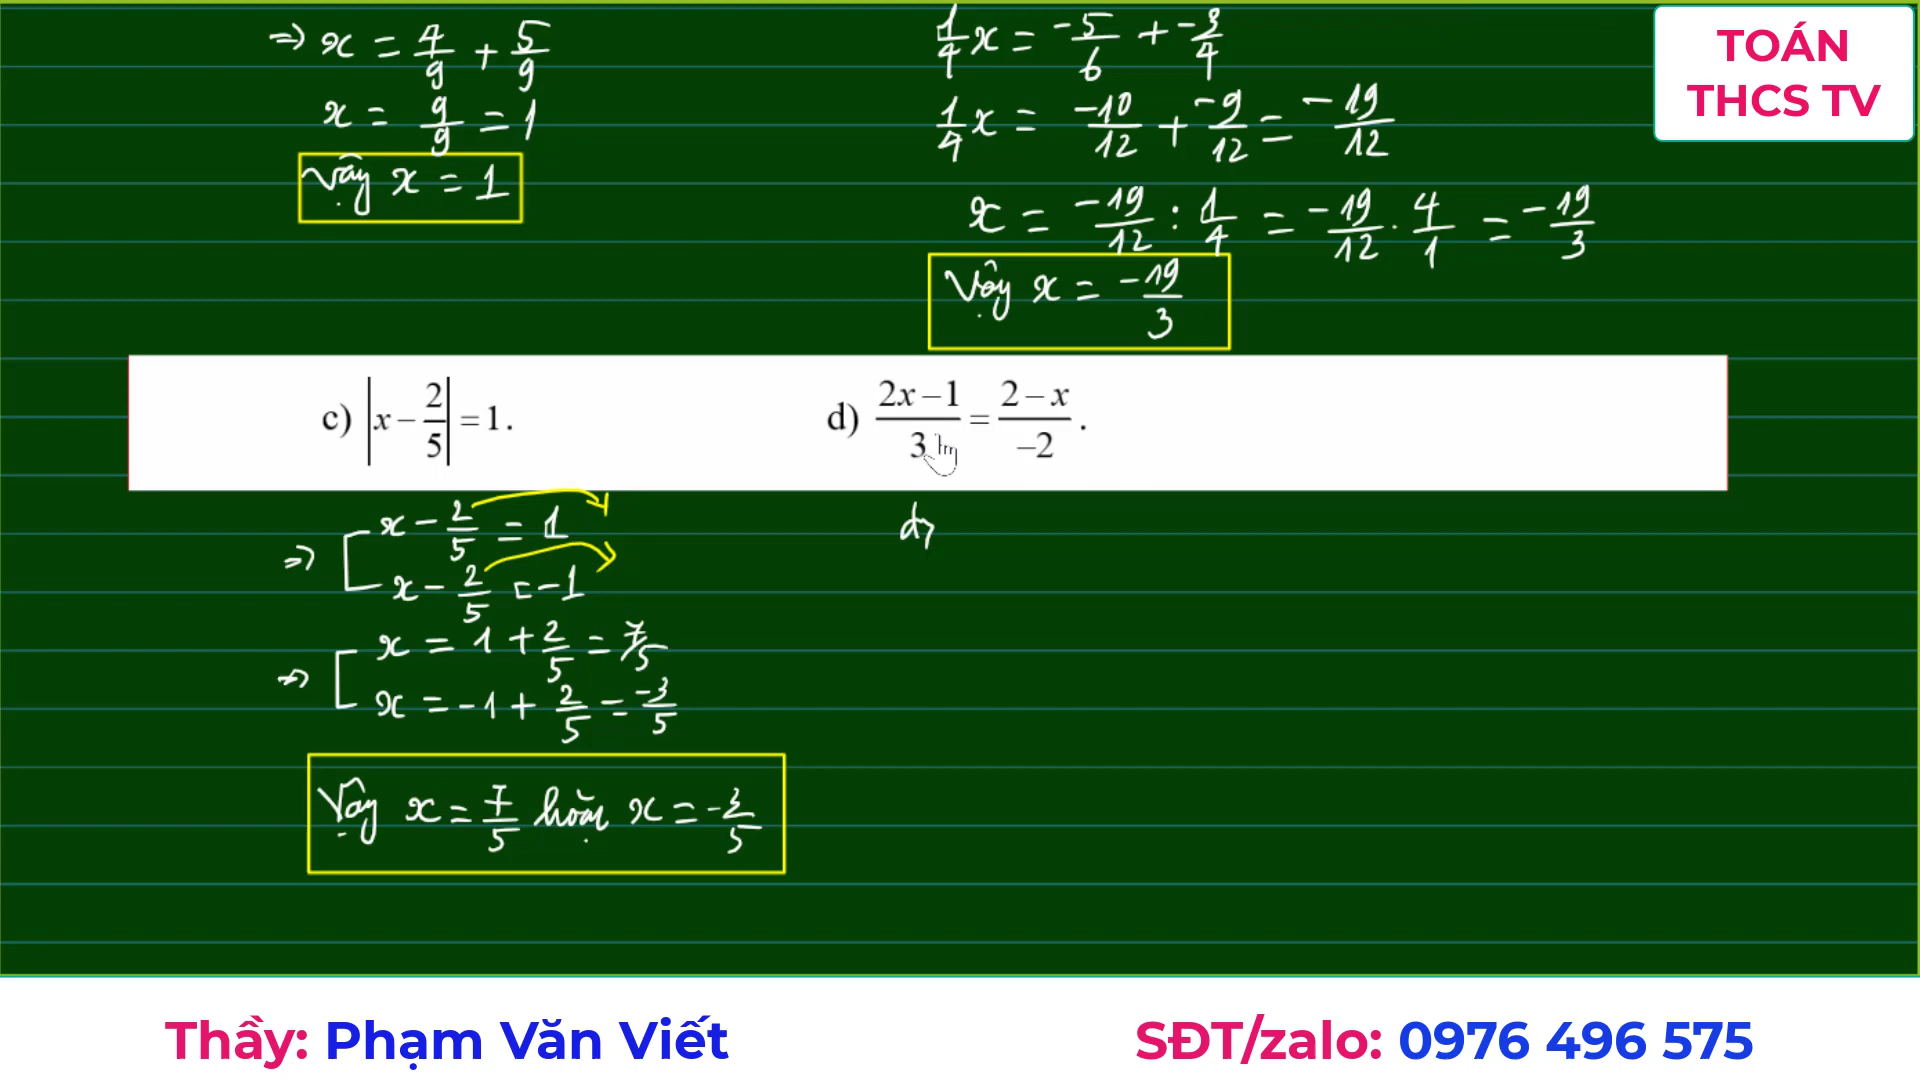 ⇒ x = 4/9 + 5/9
x = 9/9 = 1
Vậy x = 1
1/4 x = -5/6 + -3/4
1/4 x = -10/12 + -9/12 = -19/12
x = -19/12 : 1/4 = -19/12 . 4/1 = -19/3
Vậy x = -19/3
TOÁN
THCS TV
c) |x − 2/5| = 1.
d) (2x − 1)/3 = (2 − x)/−2.
⇒ [ x − 2/5 = 1
x − 2/5 = −1
⇒ [ x = 1 + 2/5 = 7/5
x = −1 + 2/5 = -3/5
Vậy x = 7/5 hoặc x = -3/5
d)
Thầy: Phạm Văn Viết
SĐT/zalo: 0976 496 575